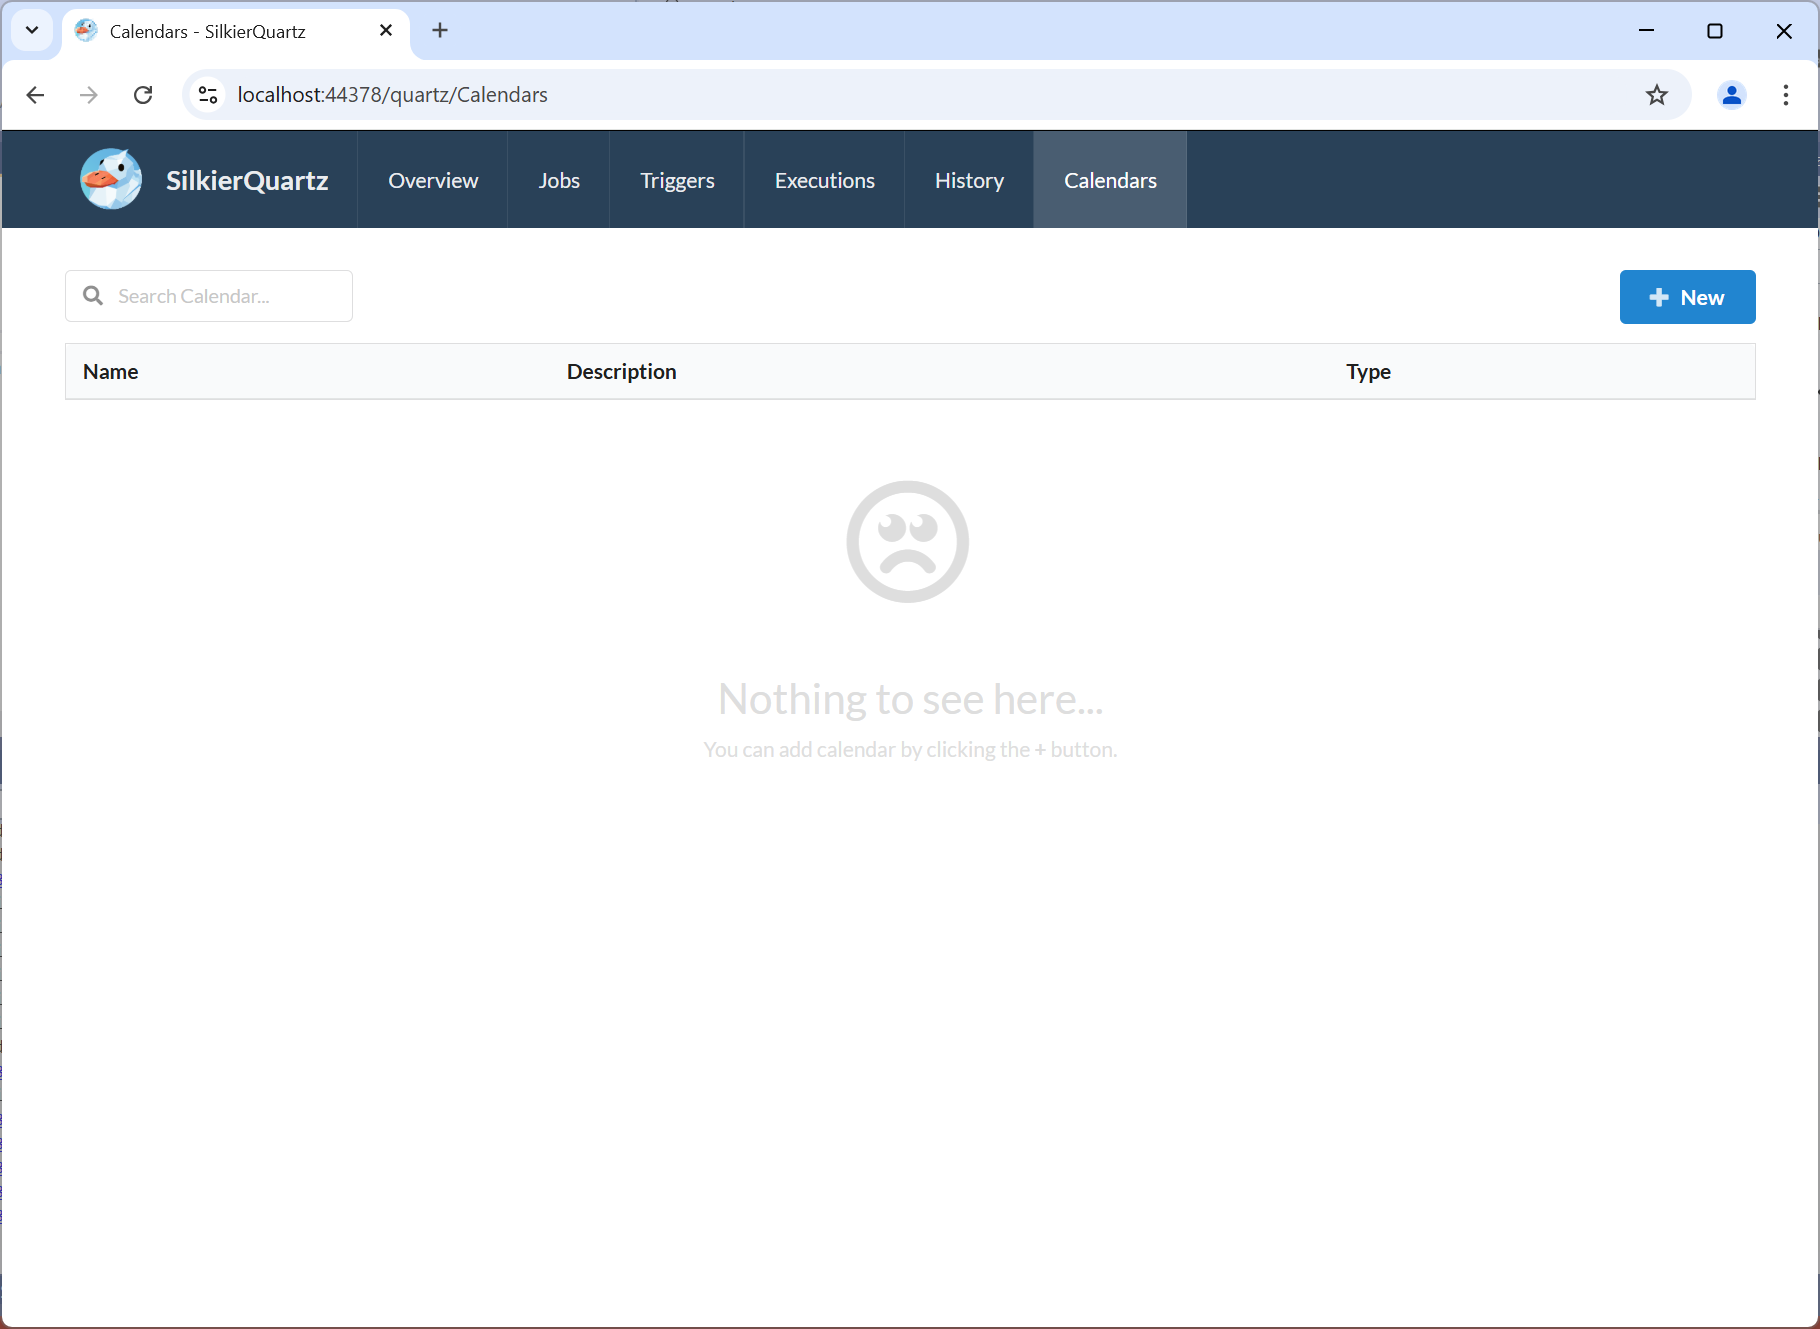 Calendars - SilkierQuartz
localhost:44378/quartz/Calendars
SilkierQuartz Overview Jobs Triggers Executions History Calendars
Search Calendar...
New
Name Description Type
Nothing to see here...
You can add calendar by clicking the + button.